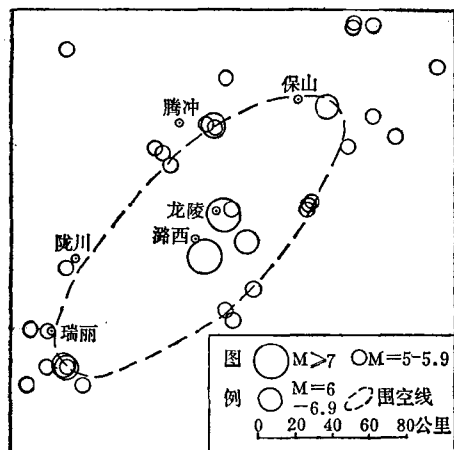 保山
腾冲
龙陵
潞西
陇川
瑞丽
图 M⩾7 M=5-5.9
例 M=6
-6.9 围空线
0 20 40 60 80公里